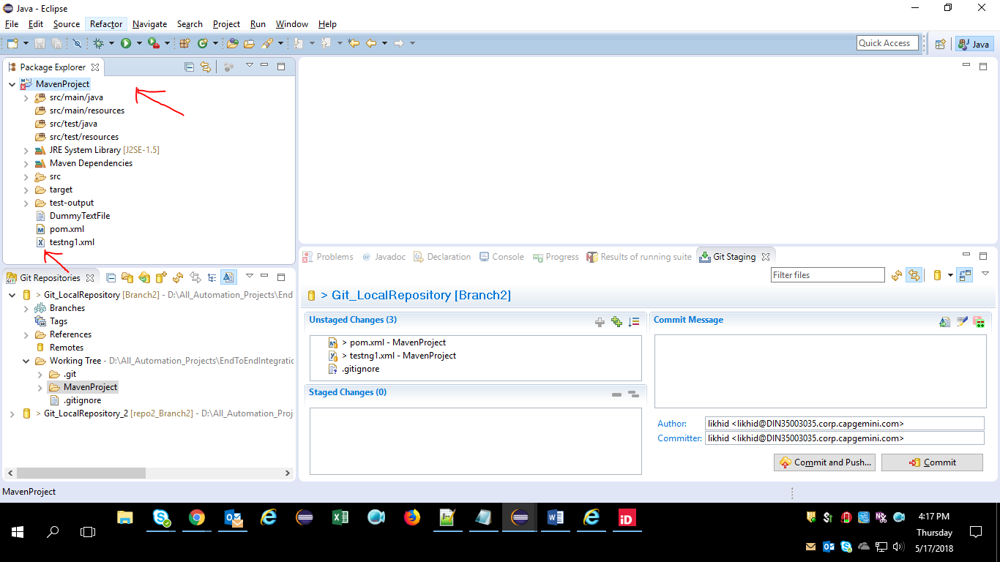 Java - Eclipse
File Edit Source Refactor Navigate Search Project Run Window Help
Quick Access
Java
Package Explorer
MavenProject
src/main/java
src/main/resources
src/test/java
src/test/resources
JRE System Library [J2SE-1.5]
Maven Dependencies
src
target
test-output
DummyTextFile
pom.xml
testng1.xml
Git Repositories
> Git_LocalRepository [Branch2] - D:\All_Automation_Projects\EndT
Branches
Tags
References
Remotes
Working Tree - D:\All_Automation_Projects\EndToEndIntegratio
.git
MavenProject
.gitignore
> Git_LocalRepository_2 [repo2_Branch2] - D:\All_Automation_Proj
Problems @ Javadoc Declaration Console Progress Results of running suite Git Staging
Filter files
> Git_LocalRepository [Branch2]
Unstaged Changes (3)
> pom.xml - MavenProject
> testng1.xml - MavenProject
.gitignore
Staged Changes (0)
Commit Message
Author: likhid <likhid@DIN35003035.corp.capgemini.com>
Committer: likhid <likhid@DIN35003035.corp.capgemini.com>
Commit and Push... Commit
MavenProject
iD
4:17 PM
Thursday
5/17/2018